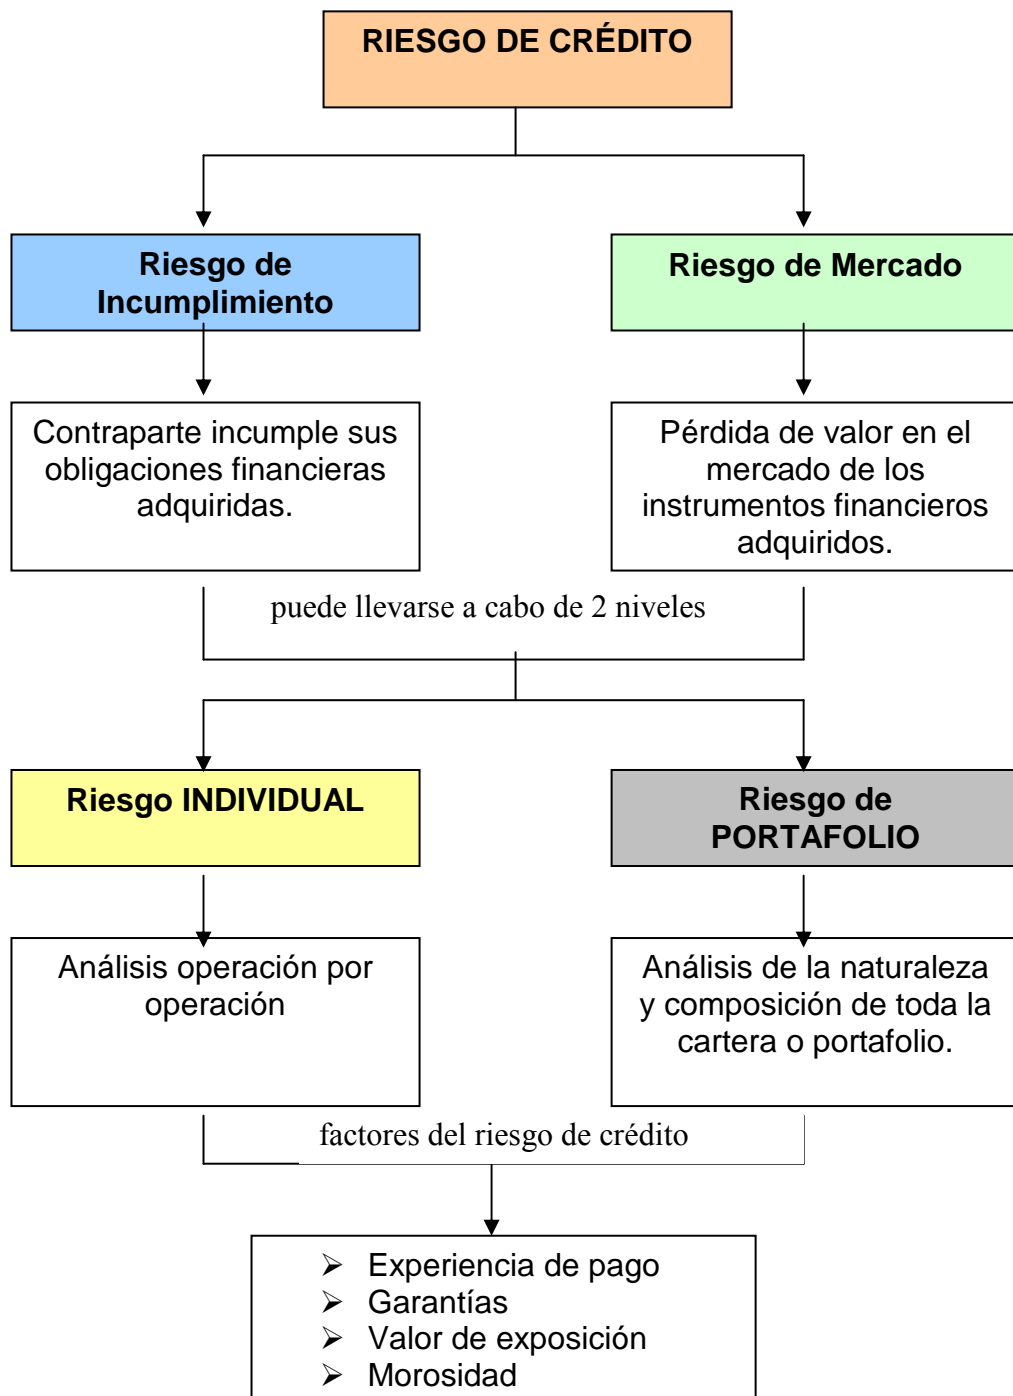 RIESGO DE CRÉDITO
Riesgo de
Incumplimiento
Riesgo de Mercado
Contraparte incumple sus
obligaciones financieras
adquiridas.
Pérdida de valor en el
mercado de los
instrumentos financieros
adquiridos.
puede llevarse a cabo de 2 niveles
Riesgo INDIVIDUAL
Riesgo de
PORTAFOLIO
Análisis operación por
operación
Análisis de la naturaleza
y composición de toda la
cartera o portafolio.
factores del riesgo de crédito
➢ Experiencia de pago
➢ Garantías
➢ Valor de exposición
➢ Morosidad